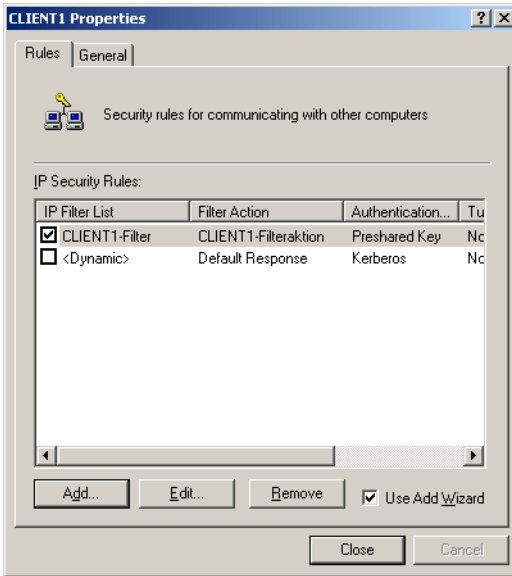 CLIENT1 Properties
Rules General
Security rules for communicating with other computers
IP Security Rules:
IP Filter List Filter Action Authentication... Tu
CLIENT1-Filter CLIENT1-Filteraktion Preshared Key Nc
<Dynamic> Default Response Kerberos Nc
Add... Edit... Remove Use Add Wizard
Close Cancel